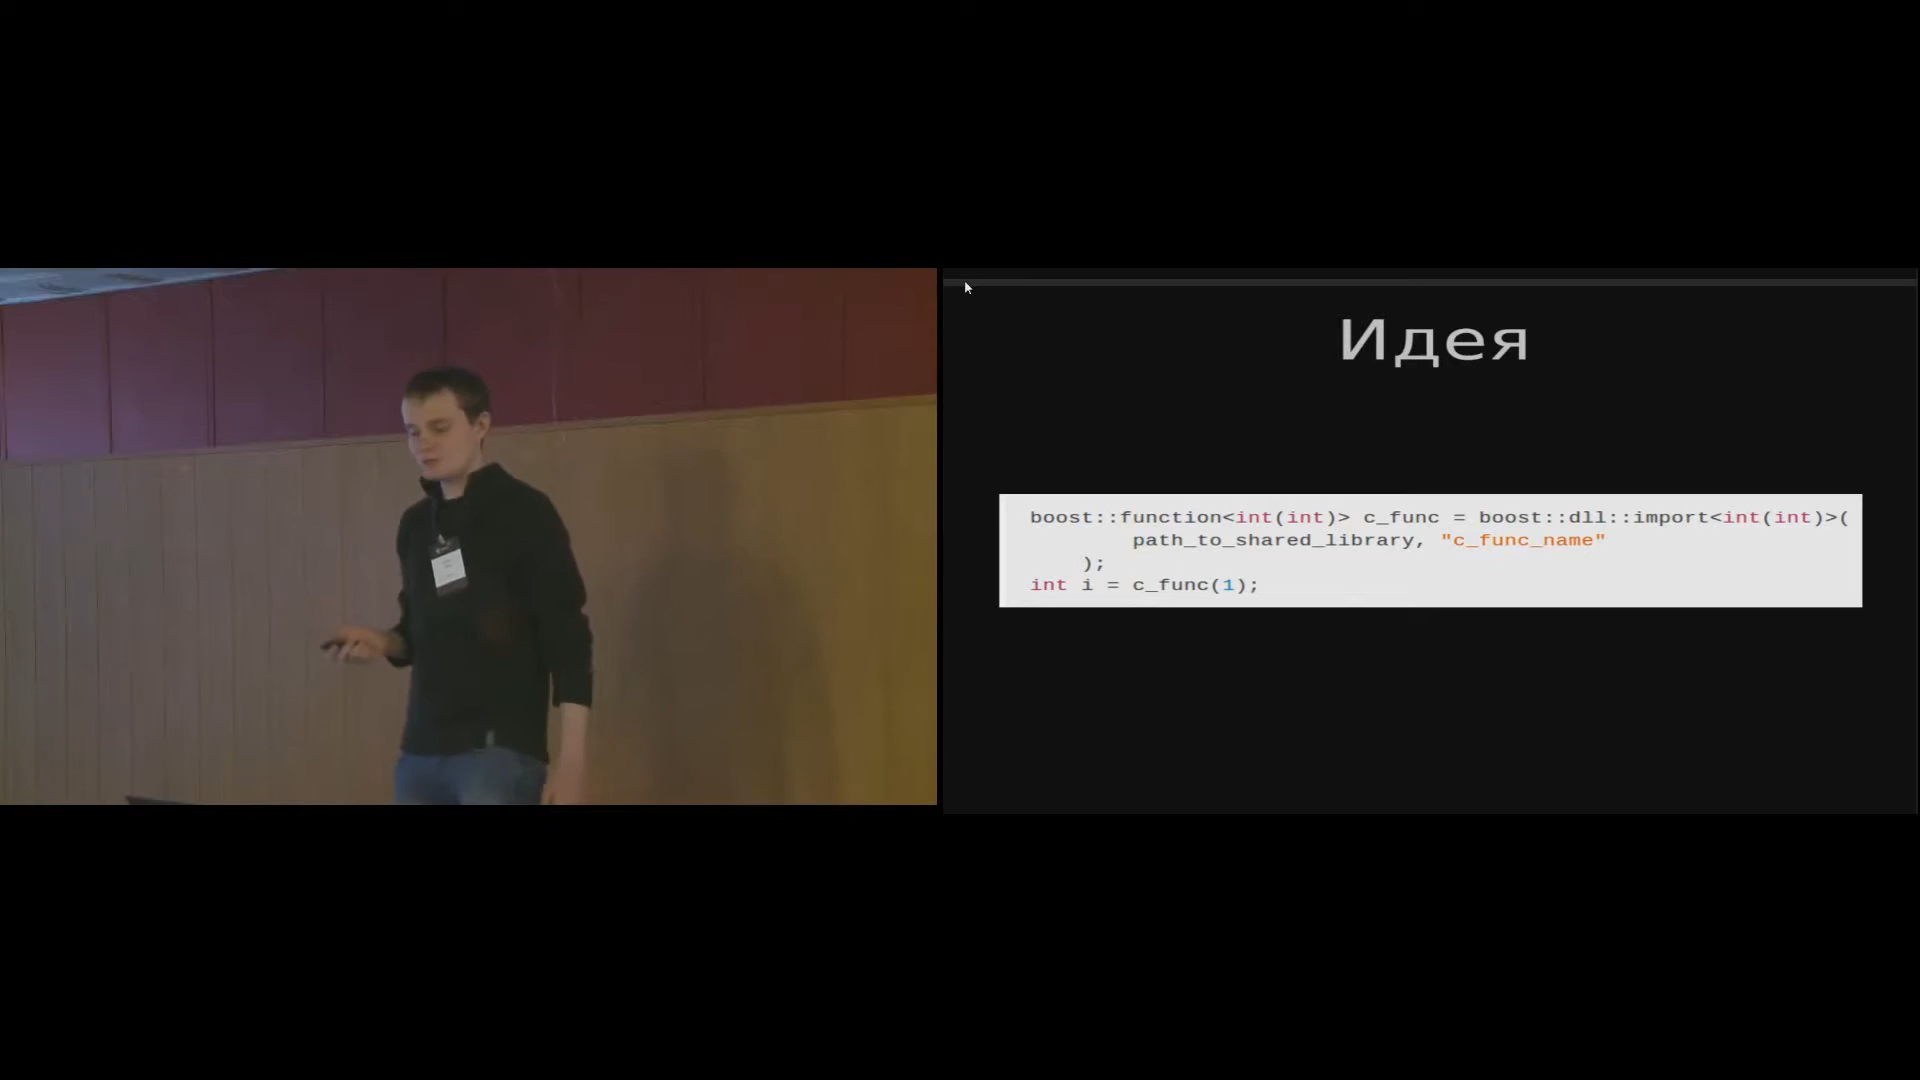 Идея
boost::function<int(int)> c_func = boost::dll::import<int(int)>(
path_to_shared_library, "c_func_name"
);
int i = c_func(1);